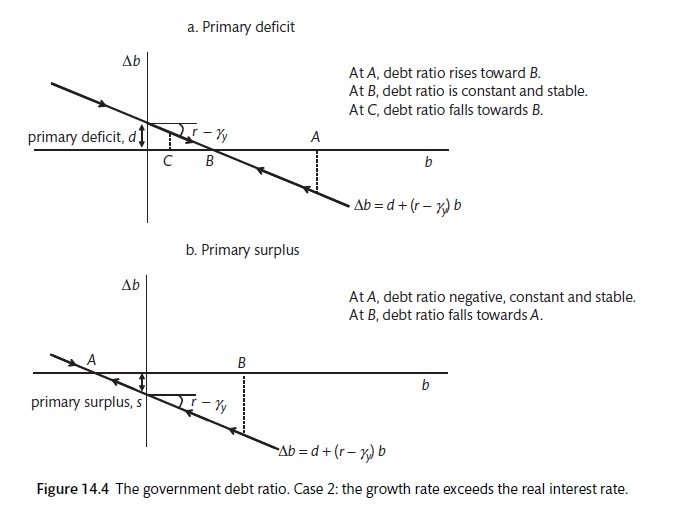 a. Primary deficit
Δb
At A, debt ratio rises toward B.
At B, debt ratio is constant and stable.
At C, debt ratio falls towards B.
primary deficit, d
r – γy
A
C
B
b
Δb = d + (r – γy) b
b. Primary surplus
Δb
At A, debt ratio negative, constant and stable.
At B, debt ratio falls towards A.
A
B
b
primary surplus, s
r – γy
Δb = d + (r – γy) b
Figure 14.4 The government debt ratio. Case 2: the growth rate exceeds the real interest rate.